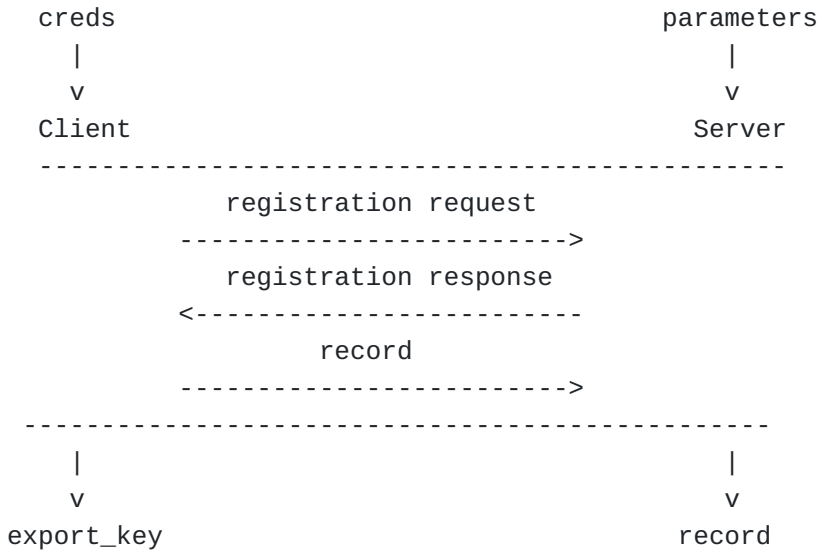 creds                                   parameters
  |                                         |
  v                                         v
Client                                    Server
------------------------------------------------
            registration request
         ------------------------->
            registration response
         <-------------------------
                  record
         ------------------------->
------------------------------------------------
  |                                         |
  v                                         v
export_key                                record